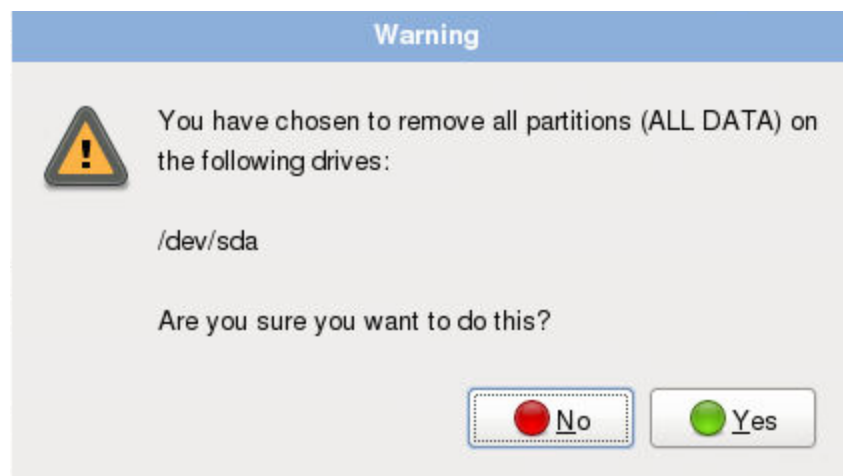 Warning
You have chosen to remove all partitions (ALL DATA) on
the following drives:
/dev/sda
Are you sure you want to do this?
No
Yes